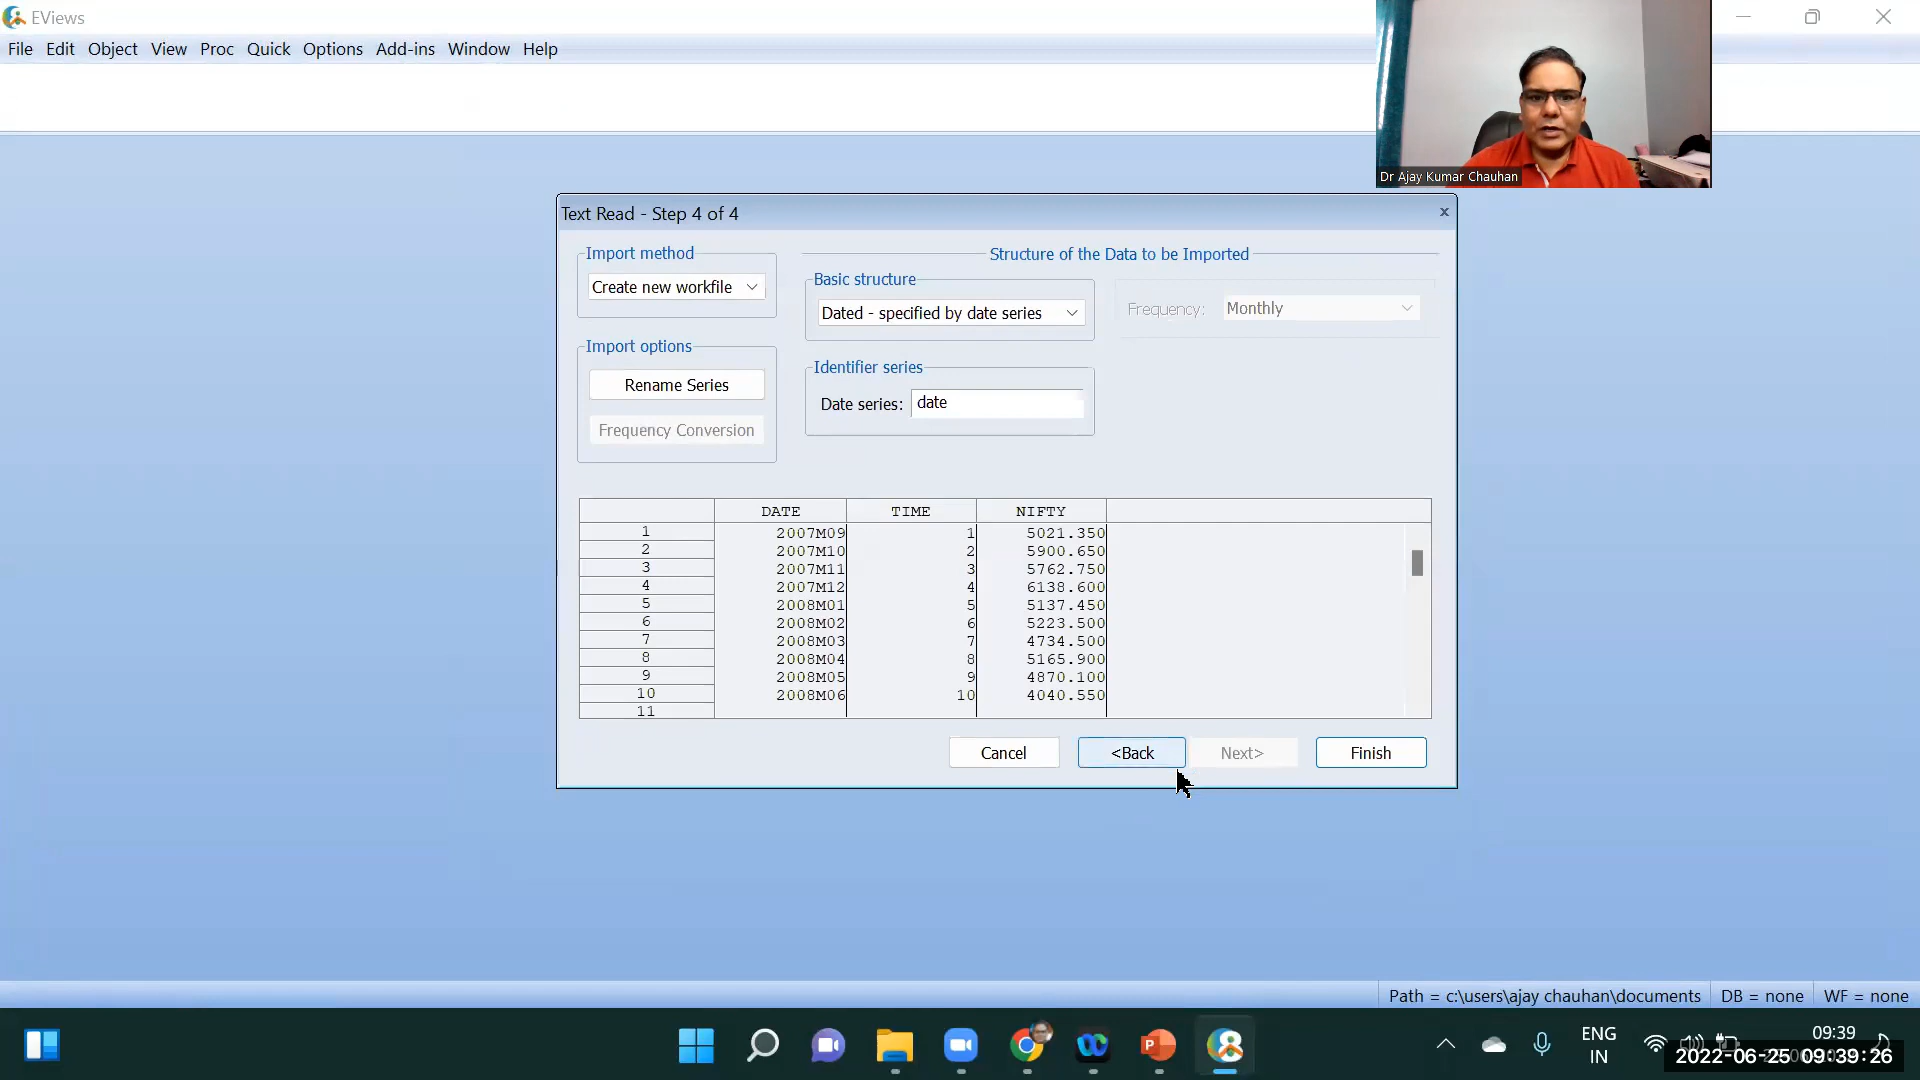 EViews
File Edit Object View Proc Quick Options Add-ins Window Help
Dr Ajay Kumar Chauhan
Text Read - Step 4 of 4
x
Import method
Create new workfile
Import options
Rename Series
Frequency Conversion
Structure of the Data to be Imported
Basic structure
Dated - specified by date series
Frequency: Monthly
Identifier series
Date series: date
DATE TIME NIFTY
1 2007M09 1 5021.350
2 2007M10 2 5900.650
3 2007M11 3 5762.750
4 2007M12 4 6138.600
5 2008M01 5 5137.450
6 2008M02 6 5223.500
7 2008M03 7 4734.500
8 2008M04 8 5165.900
9 2008M05 9 4870.100
10 2008M06 10 4040.550
11
Cancel <Back Next> Finish
Path = c:\users\ajay chauhan\documents DB = none WF = none
ENG
IN
09:39
2022-06-25 09:39:26